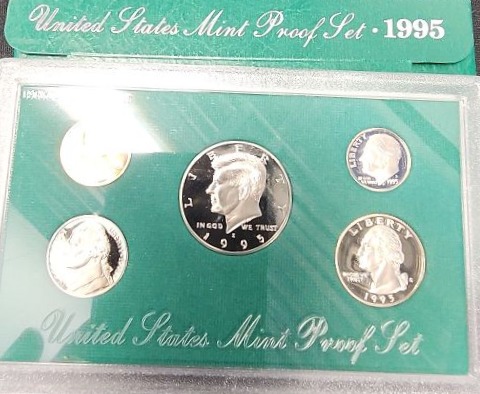 United States Mint Proof Set · 1995
LIBERTY
IN GOD WE TRUST
S
1995
LIBERTY
1995
LIBERTY
1995
United States Mint Proof Set